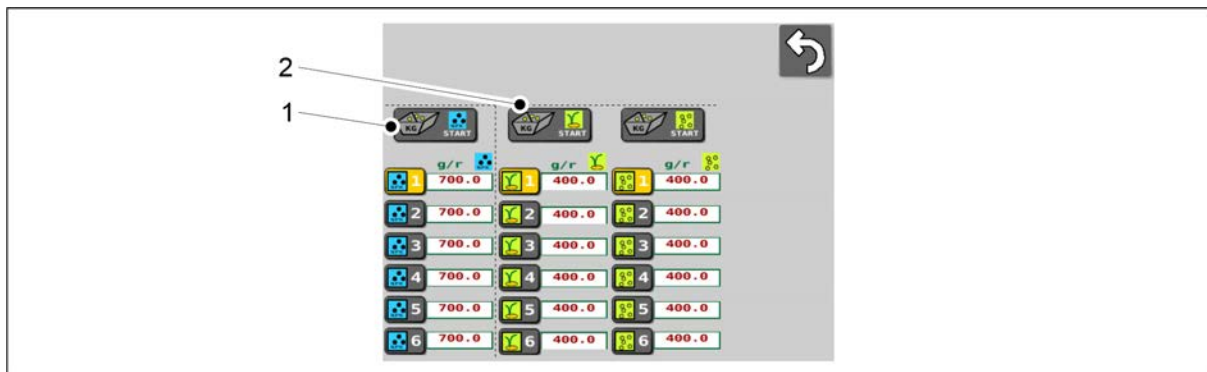 2
1
KG START KG START KG START
g/r g/r g/r
1 700.0 1 400.0 1 400.0
2 700.0 2 400.0 2 400.0
3 700.0 3 400.0 3 400.0
4 700.0 4 400.0 4 400.0
5 700.0 5 400.0 5 400.0
6 700.0 6 400.0 6 400.0